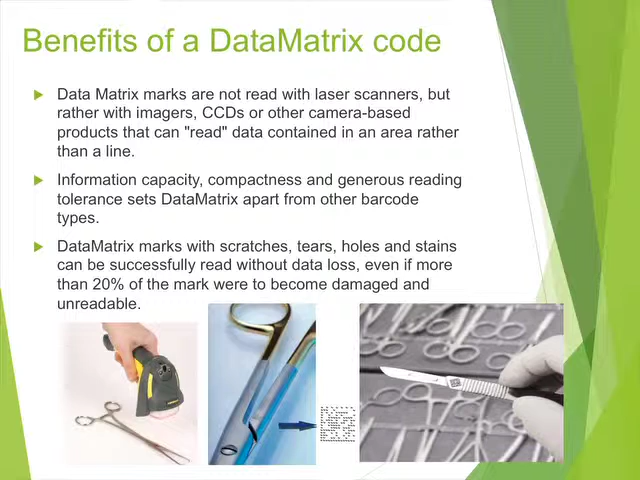 Benefits of a DataMatrix code
Data Matrix marks are not read with laser scanners, but
rather with imagers, CCDs or other camera-based
products that can "read" data contained in an area rather
than a line.
Information capacity, compactness and generous reading
tolerance sets DataMatrix apart from other barcode
types.
DataMatrix marks with scratches, tears, holes and stains
can be successfully read without data loss, even if more
than 20% of the mark were to become damaged and
unreadable.